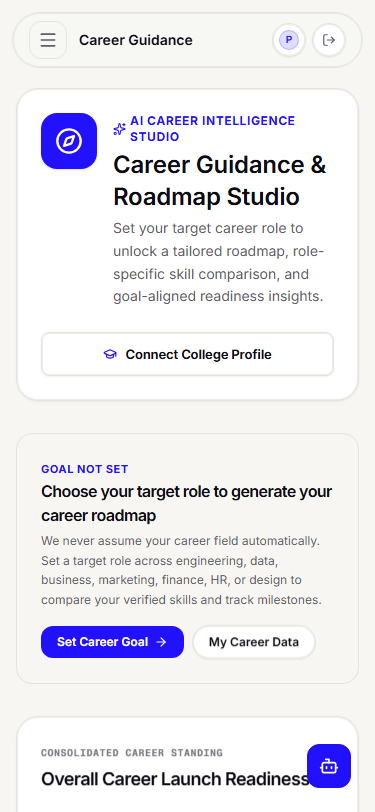 Career Guidance
P
AI CAREER INTELLIGENCE
STUDIO
Career Guidance &
Roadmap Studio
Set your target career role to
unlock a tailored roadmap, role-
specific skill comparison, and
goal-aligned readiness insights.
Connect College Profile
GOAL NOT SET
Choose your target role to generate your
career roadmap
We never assume your career field automatically.
Set a target role across engineering, data,
business, marketing, finance, HR, or design to
compare your verified skills and track milestones.
Set Career Goal →
My Career Data
CONSOLIDATED CAREER STANDING
Overall Career Launch Readiness